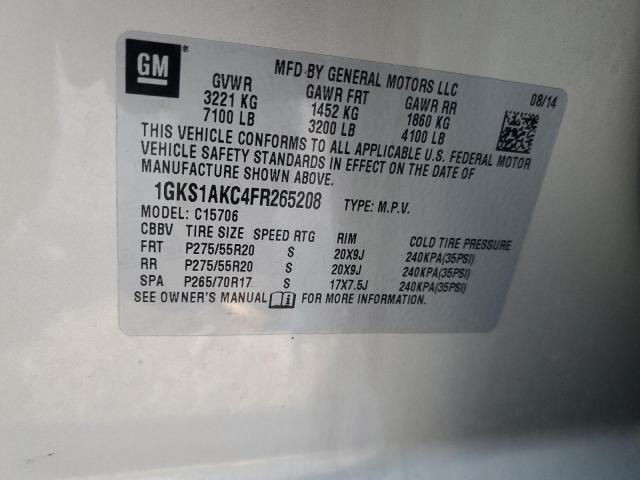 GM
®
MFD BY GENERAL MOTORS LLC 08/14
GVWR GAWR FRT GAWR RR
3221 KG 1452 KG 1860 KG
7100 LB 3200 LB 4100 LB
THIS VEHICLE CONFORMS TO ALL APPLICABLE U.S. FEDERAL MOTOR
VEHICLE SAFETY STANDARDS IN EFFECT ON THE DATE OF
MANUFACTURE SHOWN ABOVE.
1GKS1AKC4FR265208 TYPE: M.P.V.
MODEL: C15706
CBBV TIRE SIZE SPEED RTG RIM COLD TIRE PRESSURE
FRT P275/55R20 S 20X9J 240KPA(35PSI)
RR P275/55R20 S 20X9J 240KPA(35PSI)
SPA P265/70R17 S 17X7.5J 240KPA(35PSI)
SEE OWNER'S MANUAL i FOR MORE INFORMATION.